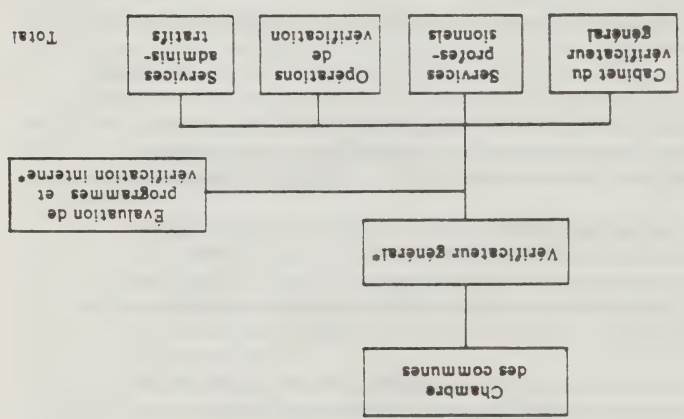 Chambre
des communes
Vérificateur général*
Évaluation de
programmes et
vérification interne*
Cabinet du
vérificateur
général
Services
profes-
sionnels
Opérations
de
vérification
Services
adminis-
tratifs
Total